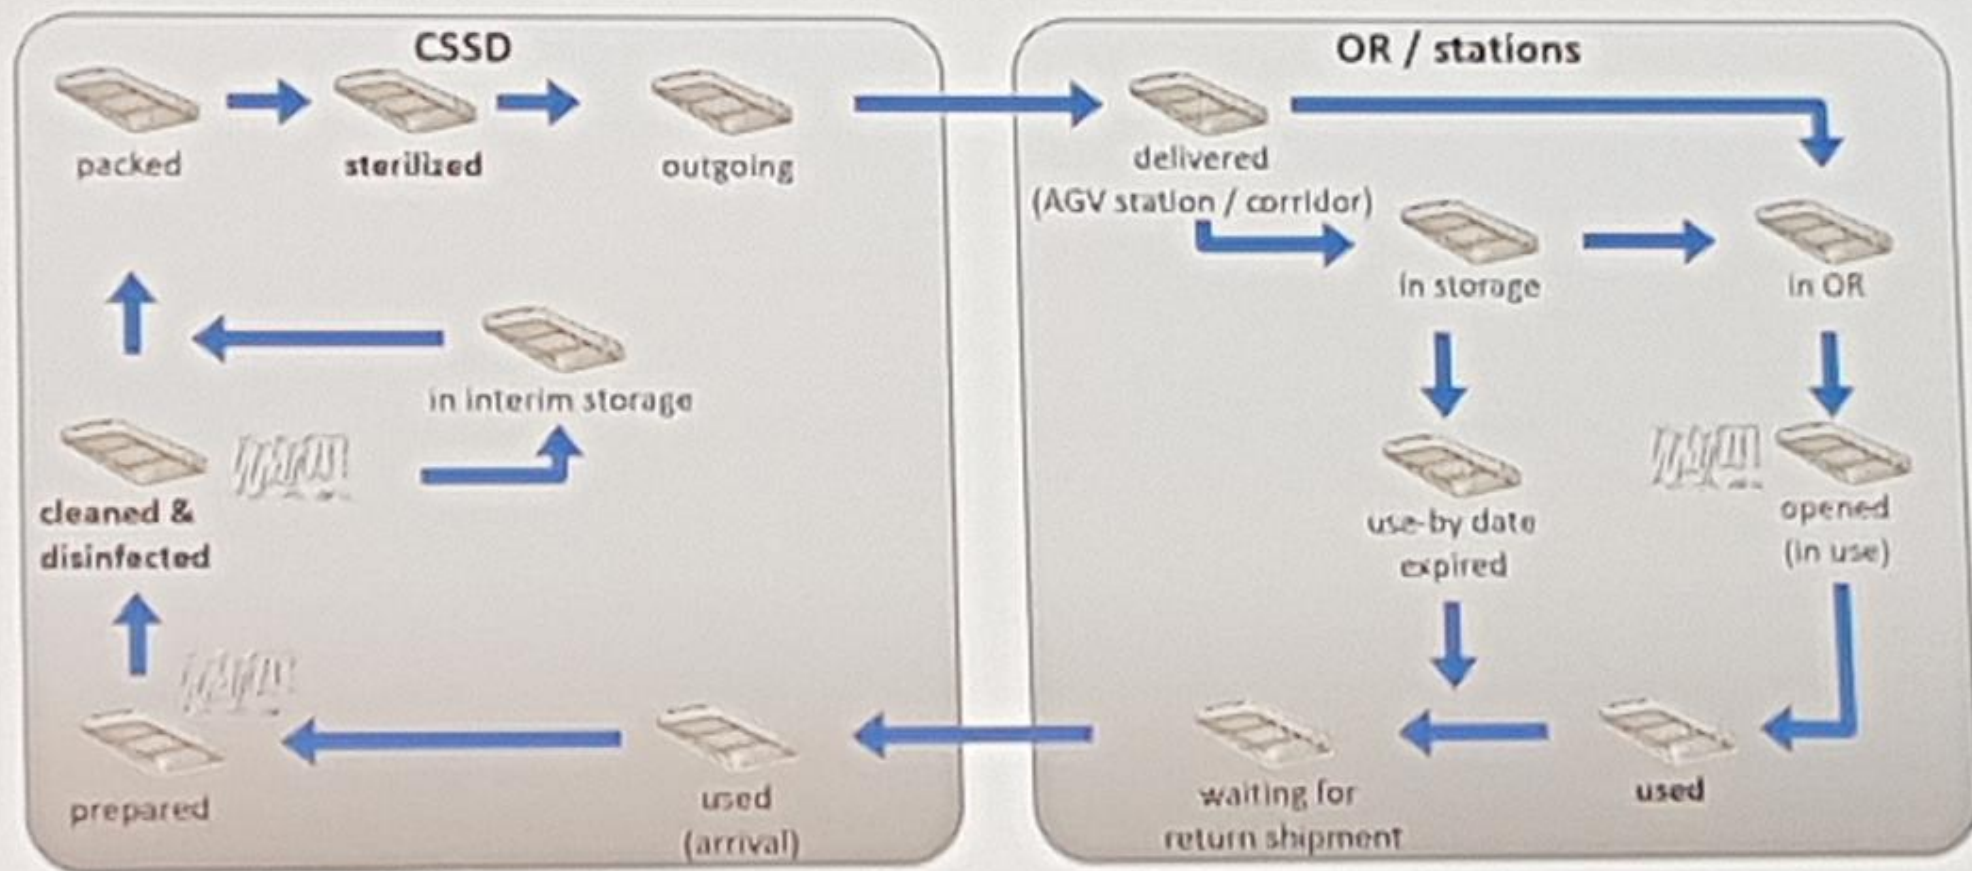 CSSD
packed
sterilized
outgoing
in interim storage
cleaned &
disinfected
prepared
used
(arrival)
OR / stations
delivered
(AGV station / corridor)
in storage
in OR
use-by date
expired
opened
(in use)
waiting for
return shipment
used